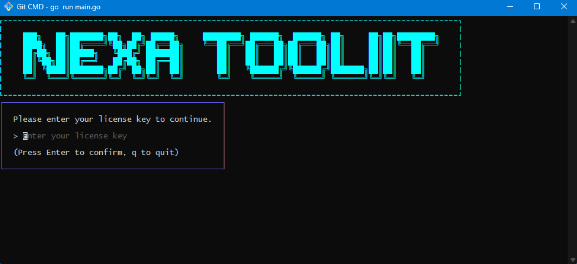 Git CMD - go run main.go
NEXA TOOLIT
Please enter your license key to continue.
> Enter your license key
(Press Enter to confirm, q to quit)